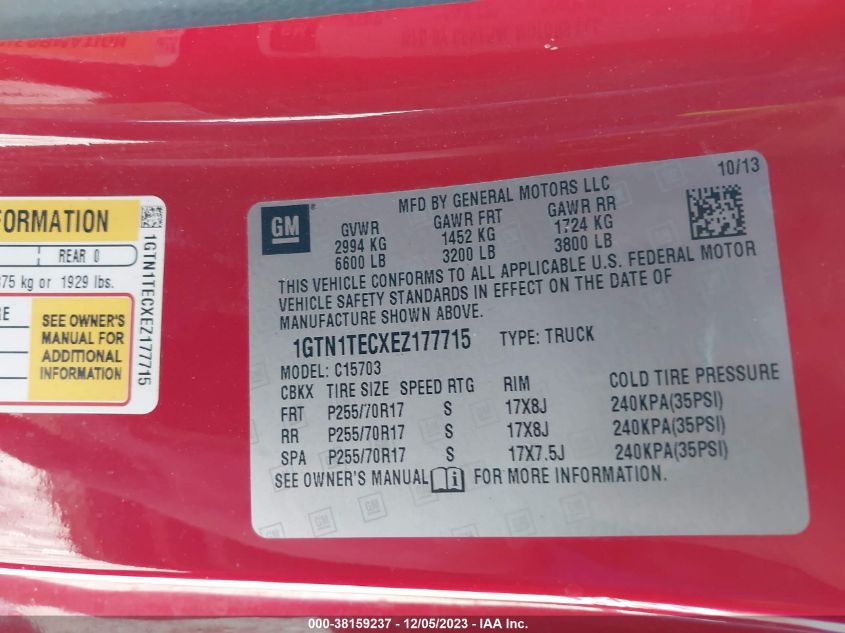 FORMATION
REAR 0
875 kg or 1929 lbs.
RE
SEE OWNER'S
MANUAL FOR
ADDITIONAL
INFORMATION
1GTN1TECXEZ177715
GM
MFD BY GENERAL MOTORS LLC
10/13
GVWR GAWR FRT GAWR RR
2994 KG 1452 KG 1724 KG
6600 LB 3200 LB 3800 LB
THIS VEHICLE CONFORMS TO ALL APPLICABLE U.S. FEDERAL MOTOR
VEHICLE SAFETY STANDARDS IN EFFECT ON THE DATE OF
MANUFACTURE SHOWN ABOVE.
1GTN1TECXEZ177715 TYPE: TRUCK
MODEL: C15703
CBKX TIRE SIZE SPEED RTG RIM COLD TIRE PRESSURE
FRT P255/70R17 S 17X8J 240KPA(35PSI)
RR P255/70R17 S 17X8J 240KPA(35PSI)
SPA P255/70R17 S 17X7.5J 240KPA(35PSI)
SEE OWNER'S MANUAL FOR MORE INFORMATION.
000-38159237 - 12/05/2023 - IAA Inc.